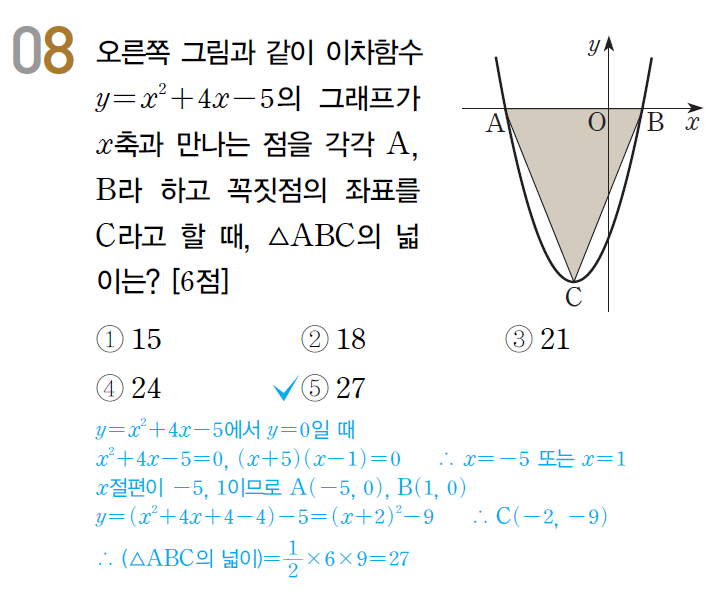 08
오른쪽 그림과 같이 이차함수
y=x²+4x-5의 그래프가
x축과 만나는 점을 각각 A,
B라 하고 꼭짓점의 좌표를
C라고 할 때, △ABC의 넓
이는? [6점]
y
A O B x
C
① 15 ② 18 ③ 21
④ 24 ⑤ 27
y=x²+4x-5에서 y=0일 때
x²+4x-5=0, (x+5)(x-1)=0 ∴ x=-5 또는 x=1
x절편이 -5, 1이므로 A(-5, 0), B(1, 0)
y=(x²+4x+4-4)-5=(x+2)²-9 ∴ C(-2, -9)
∴ (△ABC의 넓이)=1/2×6×9=27